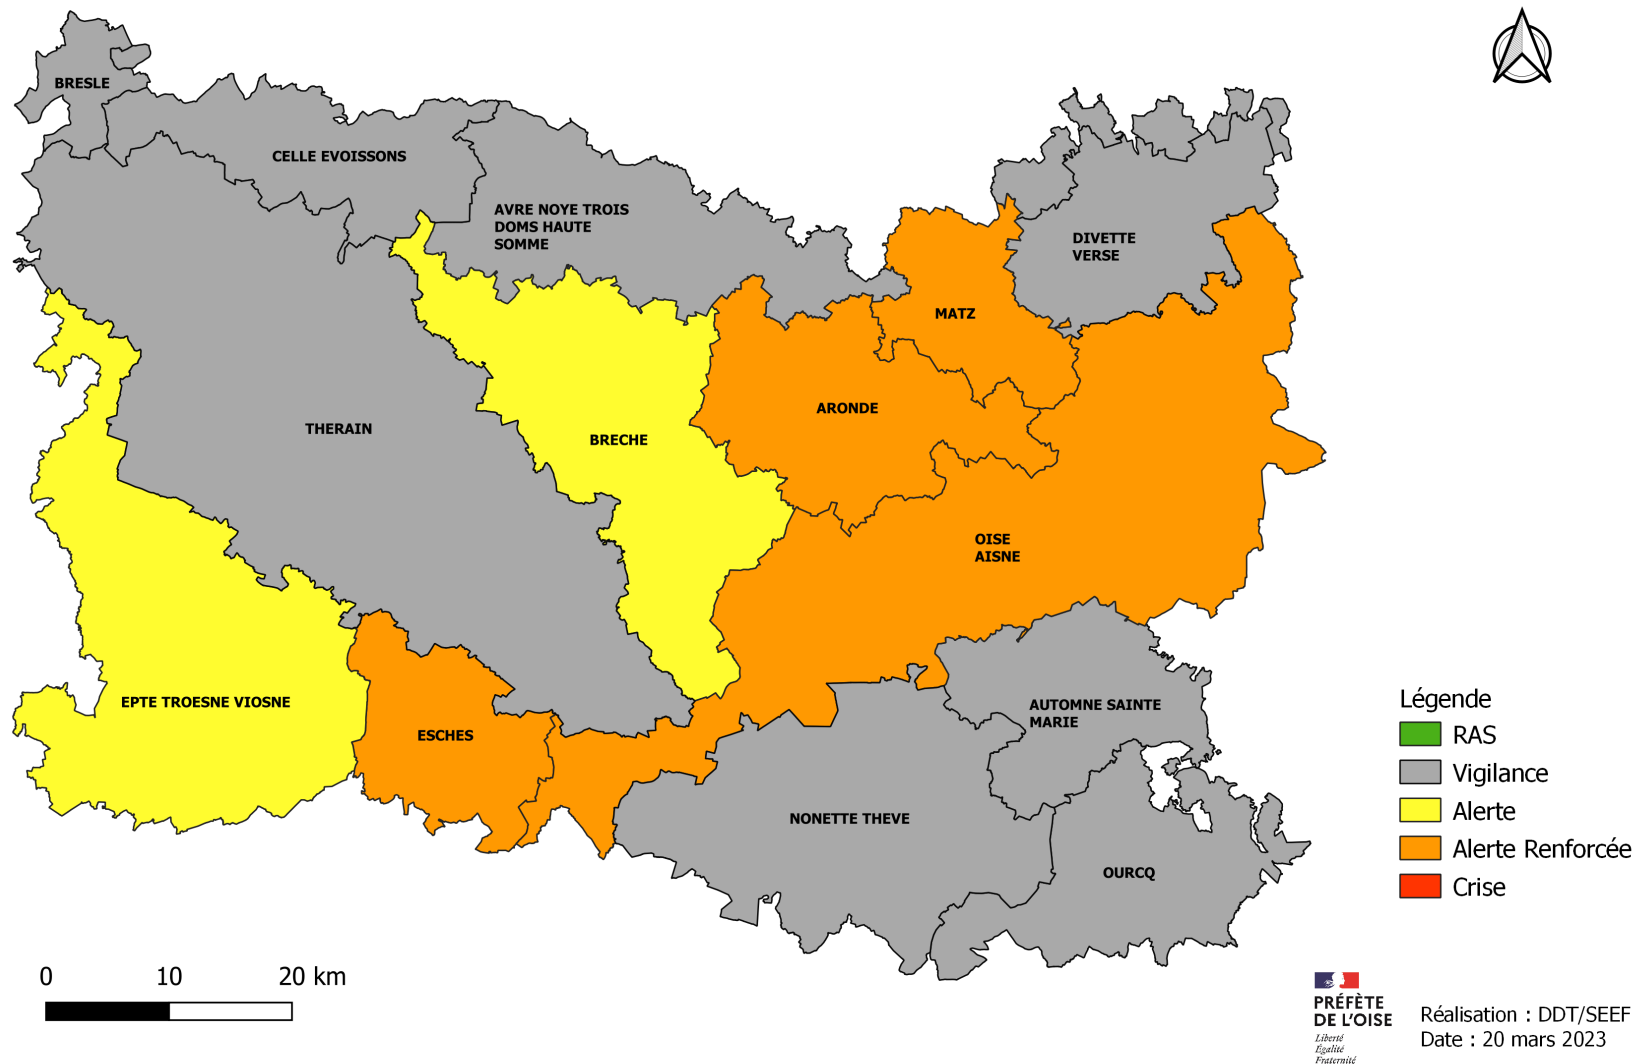 BRESLE
CELLE EVOISSONS
AVRE NOYE TROIS
DOMS HAUTE
SOMME
DIVETTE
VERSE
MATZ
ARONDE
THERAIN
BRECHE
OISE
AISNE
EPTE TROESNE VIOSNE
ESCHES
AUTOMNE SAINTE
MARIE
NONETTE THEVE
OURCQ
Légende
RAS
Vigilance
Alerte
Alerte Renforcée
Crise
0 10 20 km
PRÉFÈTE
DE L'OISE
Liberté
Égalité
Fraternité
Réalisation : DDT/SEEF
Date : 20 mars 2023